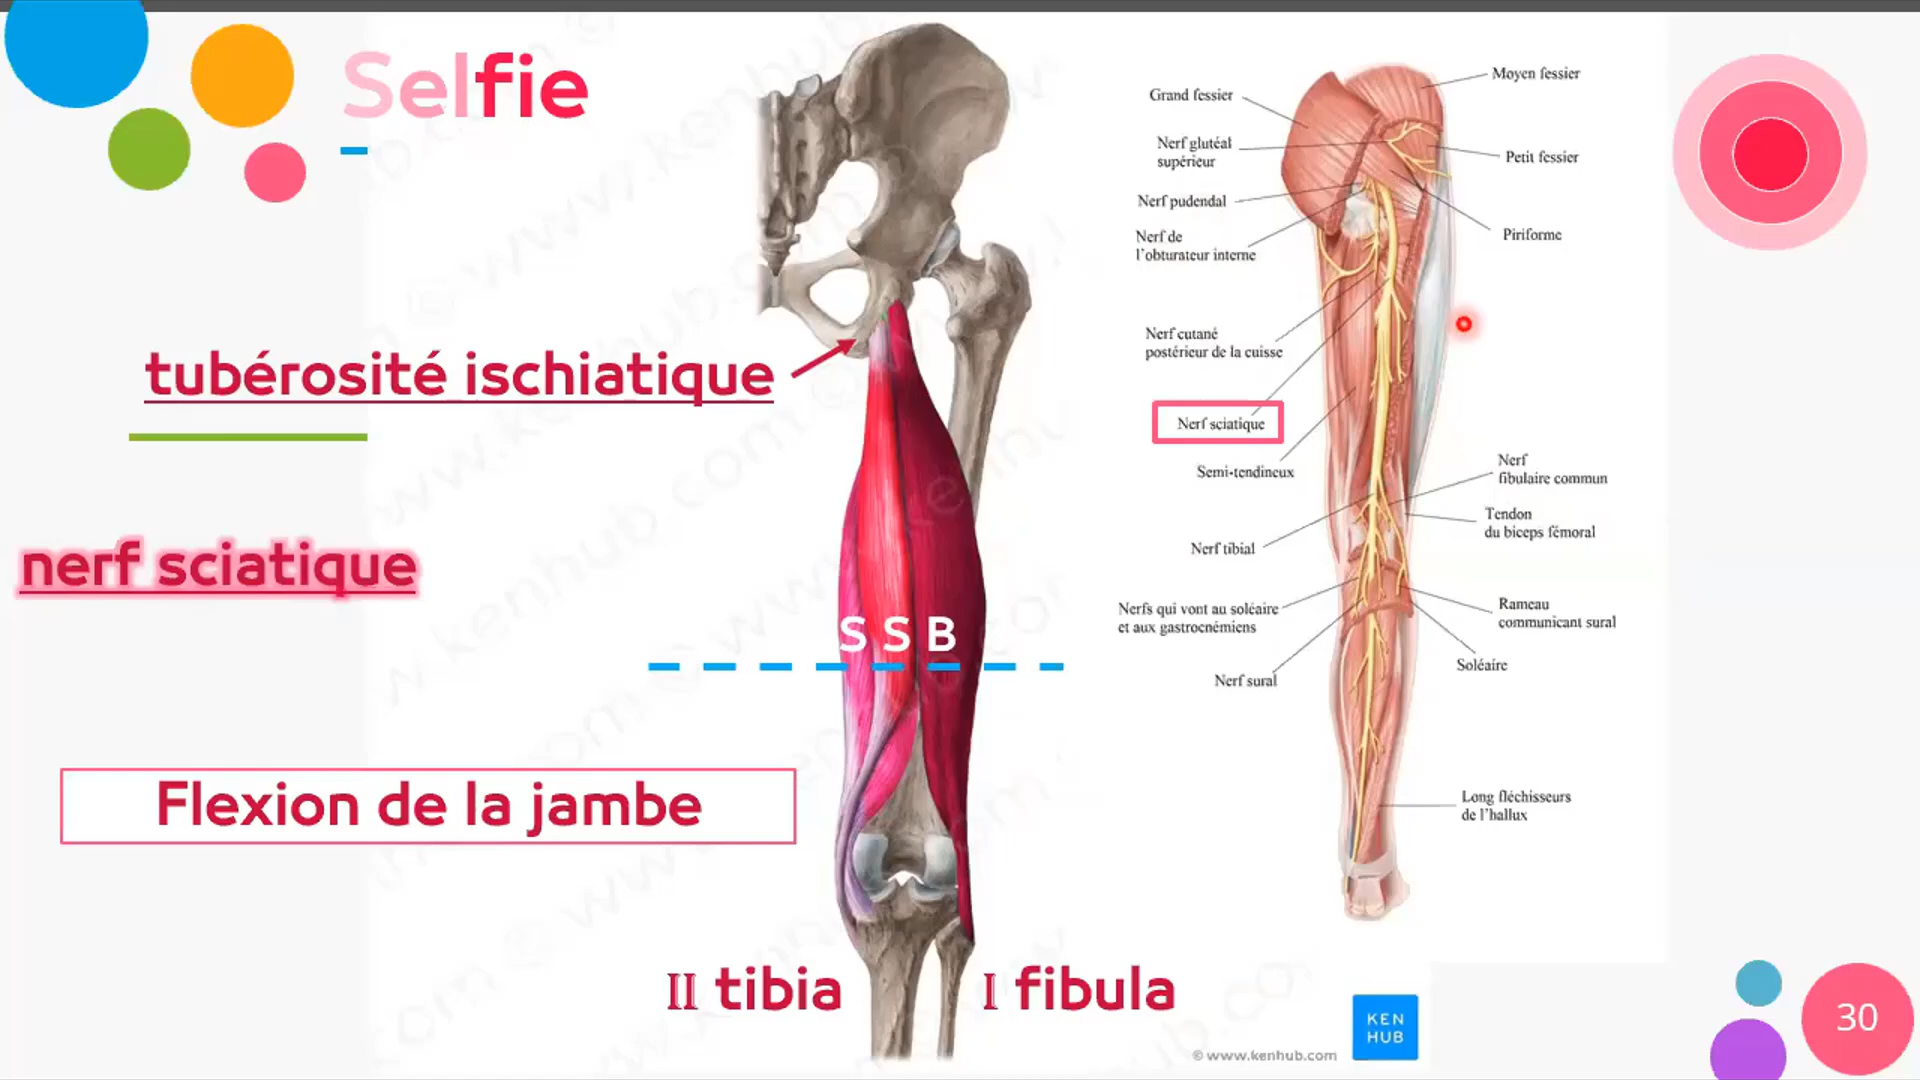 Selfie
tubérosité ischiatique
nerf sciatique
Flexion de la jambe
S S B
II tibia
I fibula
Grand fessier
Nerf glutéal
supérieur
Nerf pudendal
Nerf de
l'obturateur interne
Nerf cutané
postérieur de la cuisse
Nerf sciatique
Semi-tendineux
Nerf tibial
Nerfs qui vont au soléaire
et aux gastrocnémiens
Nerf sural
Moyen fessier
Petit fessier
Piriforme
Nerf
fibulaire commun
Tendon
du biceps fémoral
Rameau
communicant sural
Soléaire
Long fléchisseurs
de l'hallux
KEN
HUB
© www.kenhub.com
30